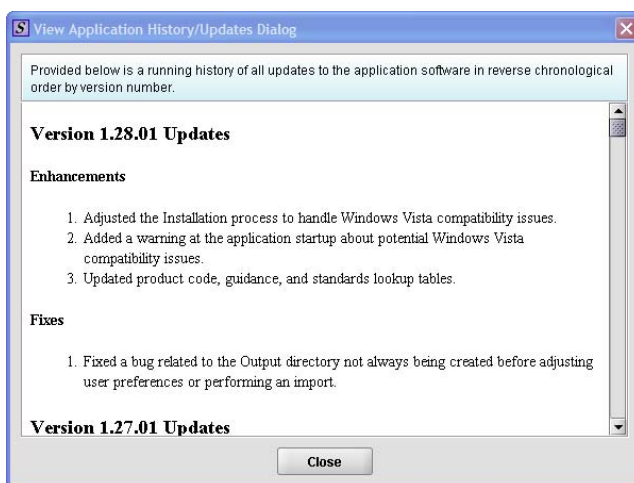 S View Application History/Updates Dialog
Provided below is a running history of all updates to the application software in reverse chronological
order by version number.
Version 1.28.01 Updates
Enhancements
1. Adjusted the Installation process to handle Windows Vista compatibility issues.
2. Added a warning at the application startup about potential Windows Vista
compatibility issues.
3. Updated product code, guidance, and standards lookup tables.
Fixes
1. Fixed a bug related to the Output directory not always being created before adjusting
user preferences or performing an import.
Version 1.27.01 Updates
Close